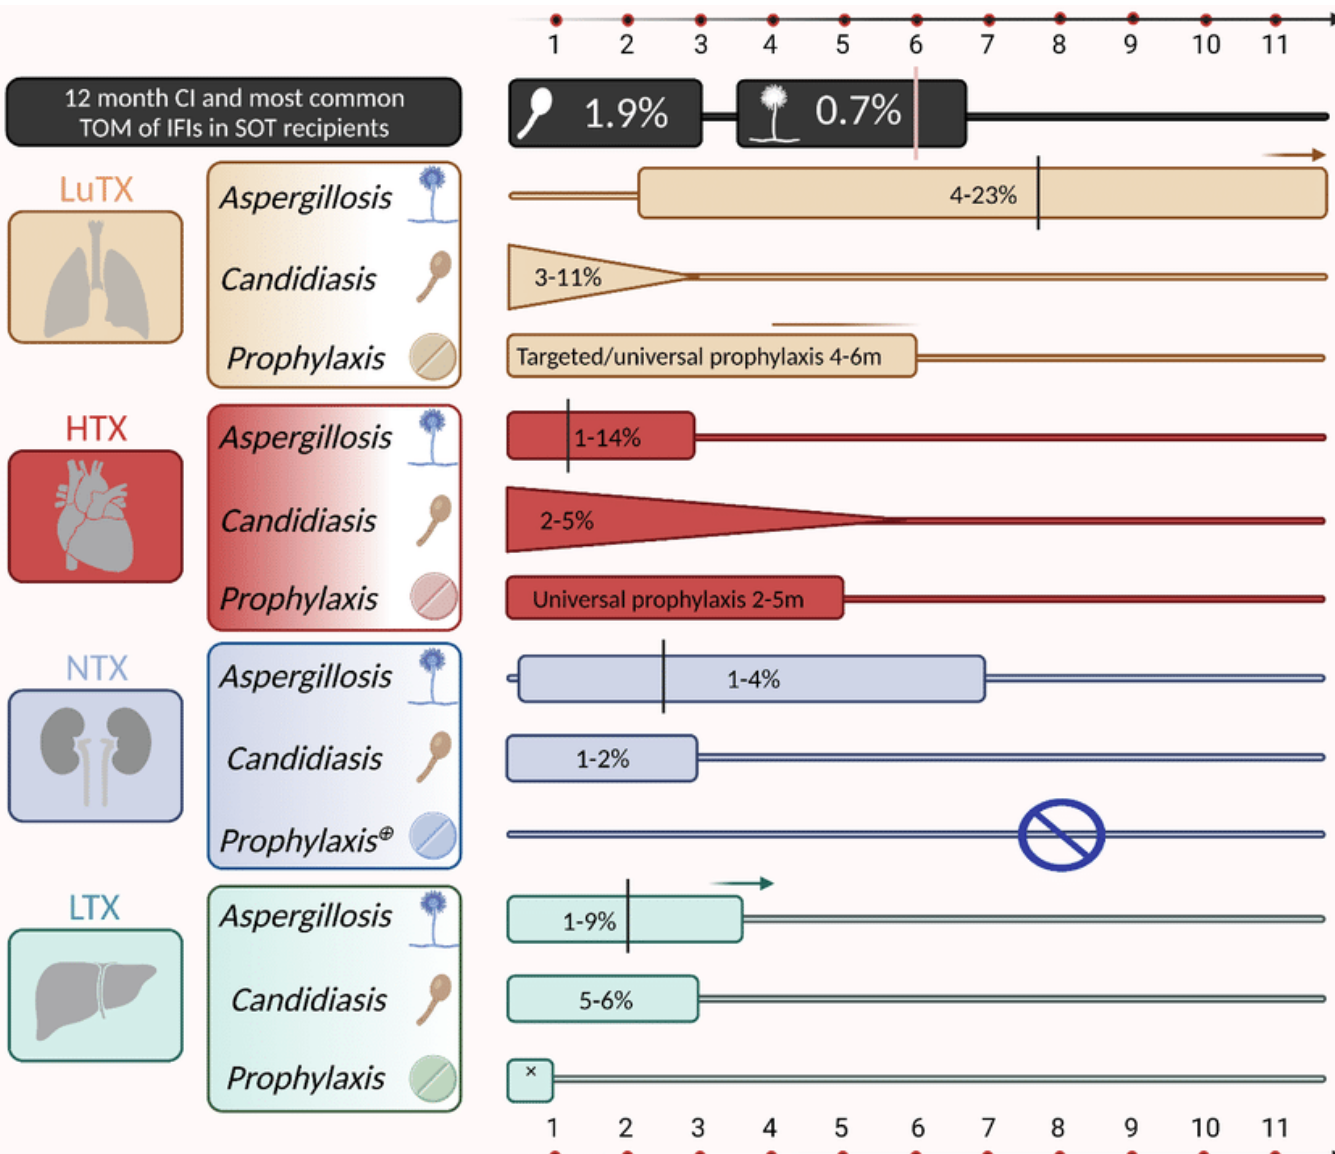 1 2 3 4 5 6 7 8 9 10 11
12 month CI and most common
TOM of IFIs in SOT recipients
1.9%
0.7%
LuTX
Aspergillosis
4-23%
Candidiasis
3-11%
Prophylaxis
Targeted/universal prophylaxis 4-6m
HTX
Aspergillosis
1-14%
Candidiasis
2-5%
Prophylaxis
Universal prophylaxis 2-5m
NTX
Aspergillosis
1-4%
Candidiasis
1-2%
Prophylaxis⊕
LTX
Aspergillosis
1-9%
Candidiasis
5-6%
Prophylaxis
×
1 2 3 4 5 6 7 8 9 10 11